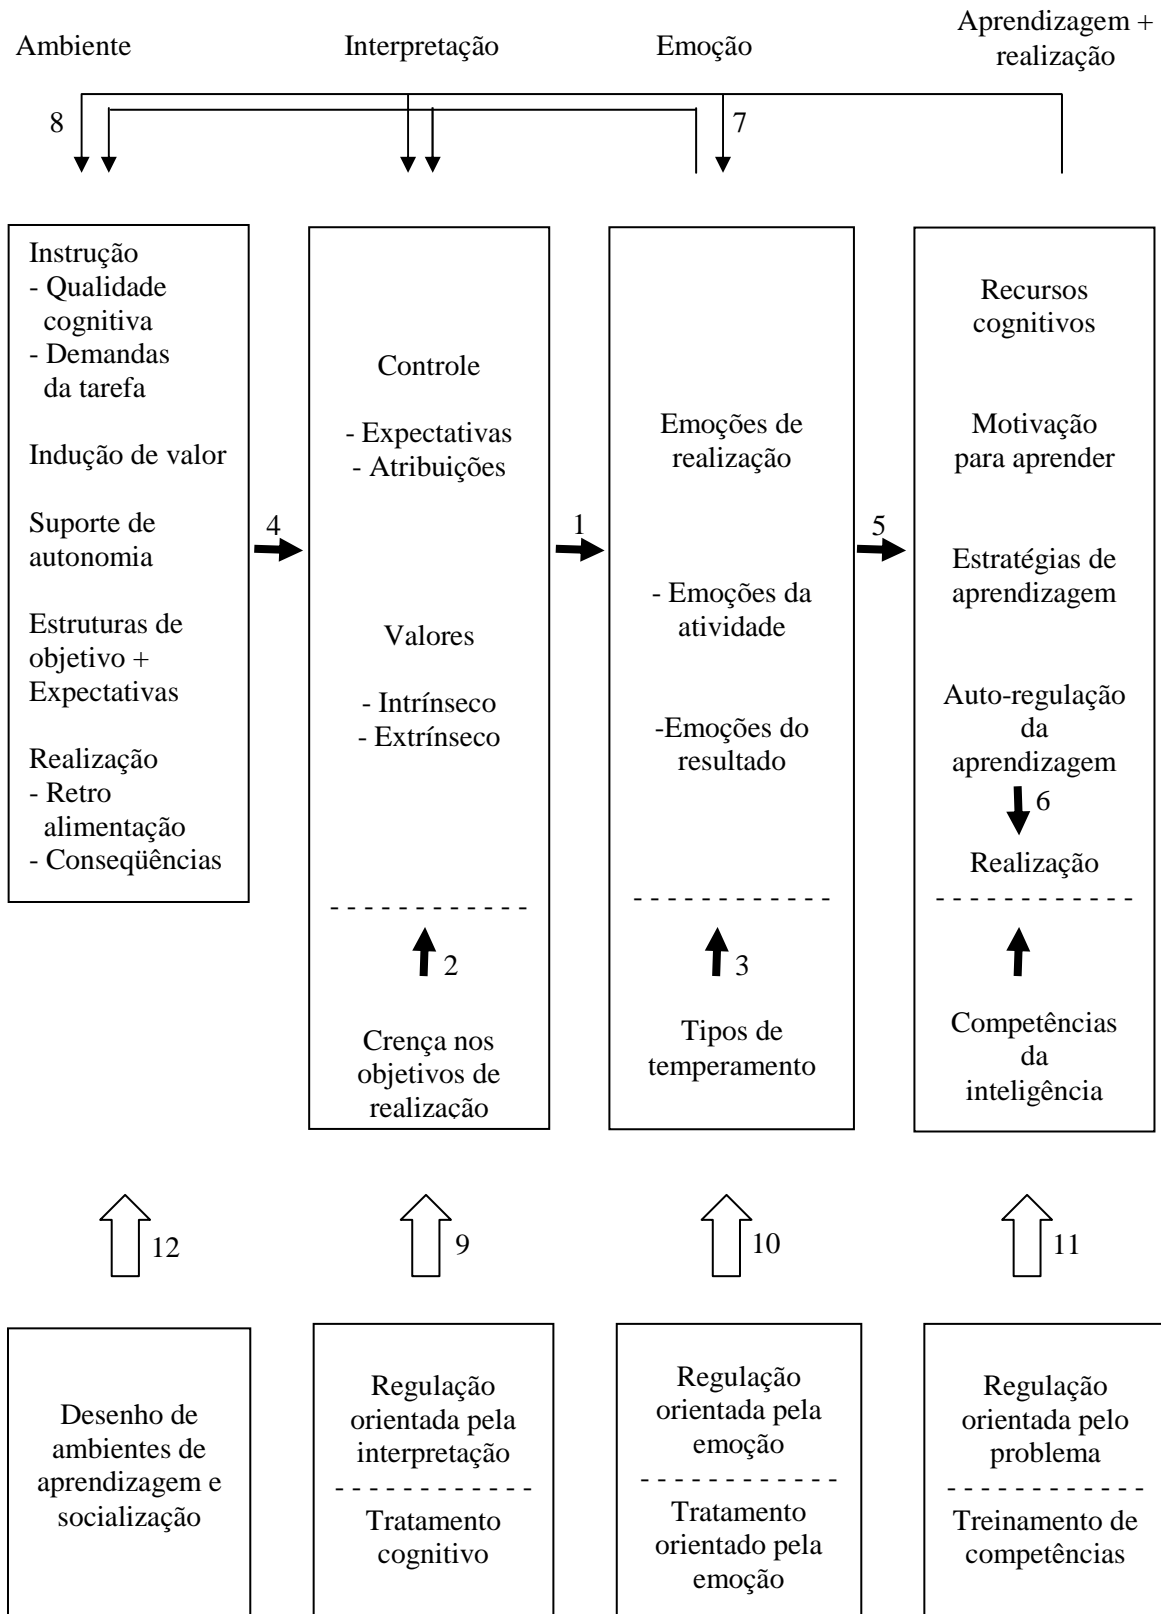 Ambiente
Interpretação
Emoção
Aprendizagem +
realização
8
7
Instrução
- Qualidade
cognitiva
- Demandas
da tarefa
Indução de valor
Suporte de
autonomia
Estruturas de
objetivo +
Expectativas
Realização
- Retro
alimentação
- Conseqüências
4
Controle
- Expectativas
- Atribuições
Valores
- Intrínseco
- Extrínseco
2
Crença nos
objetivos de
realização
1
Emoções de
realização
- Emoções da
atividade
-Emoções do
resultado
3
Tipos de
temperamento
5
Recursos
cognitivos
Motivação
para aprender
Estratégias de
aprendizagem
Auto-regulação
da
aprendizagem
6
Realização
Competências
da
inteligência
12
9
10
11
Desenho de
ambientes de
aprendizagem e
socialização
Regulação
orientada pela
interpretação
Tratamento
cognitivo
Regulação
orientada pela
emoção
Tratamento
orientado pela
emoção
Regulação
orientada pelo
problema
Treinamento de
competências